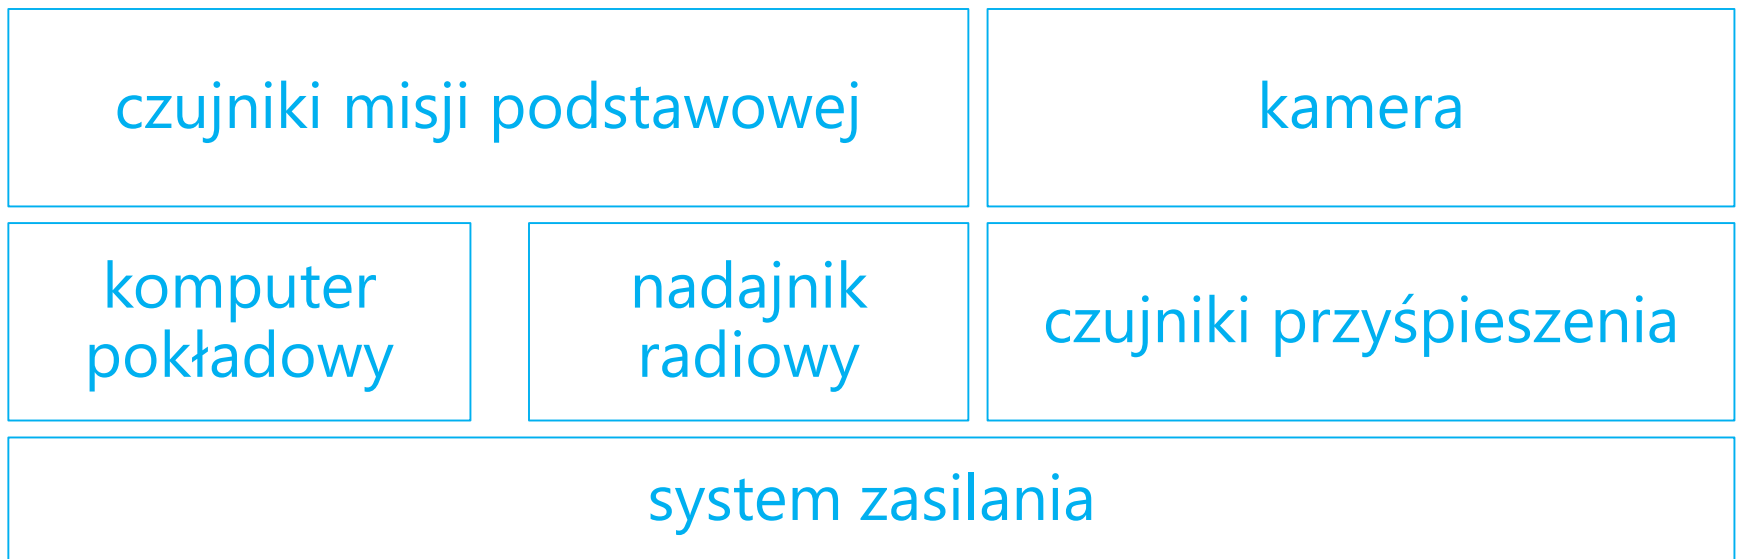 czujniki misji podstawowej
kamera
komputer
pokładowy
nadajnik
radiowy
czujniki przyśpieszenia
system zasilania